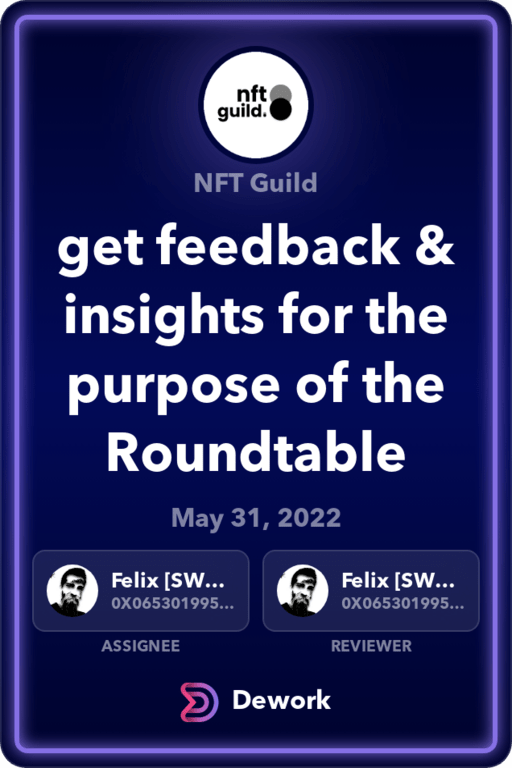 nft
guild.
NFT Guild
get feedback &
insights for the
purpose of the
Roundtable
May 31, 2022
Felix [SW...
0X065301995...
ASSIGNEE
Felix [SW...
0X065301995...
REVIEWER
Dework